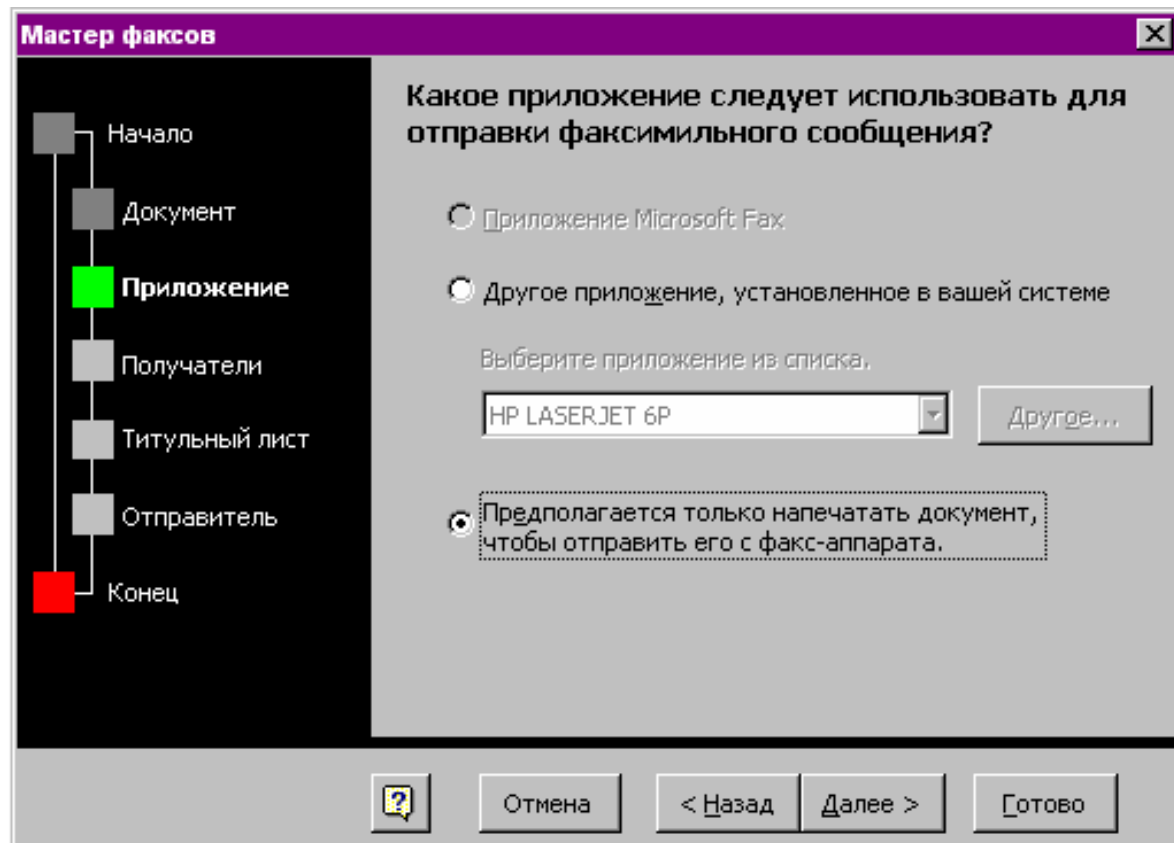 Мастер факсов
Начало
Документ
Приложение
Получатели
Титульный лист
Отправитель
Конец
Какое приложение следует использовать для
отправки факсимильного сообщения?
Приложение Microsoft Fax
Другое приложение, установленное в вашей системе
Выберите приложение из списка.
HP LASERJET 6P
Другое...
Предполагается только напечатать документ,
чтобы отправить его с факс-аппарата.
? Отмена < Назад Далее > Готово